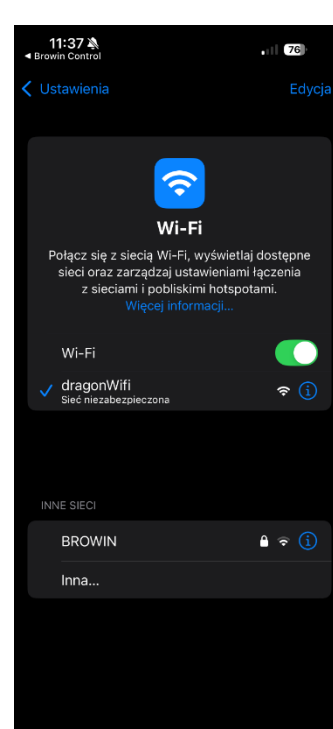 11:37
◀ Browin Control
76
Ustawienia
Edycja
Wi-Fi
Połącz się z siecią Wi-Fi, wyświetlaj dostępne
sieci oraz zarządzaj ustawieniami łączenia
z sieciami i pobliskimi hotspotami.
Więcej informacji...
Wi-Fi
dragonWifi
Sieć niezabezpieczona
INNE SIECI
BROWIN
Inna...